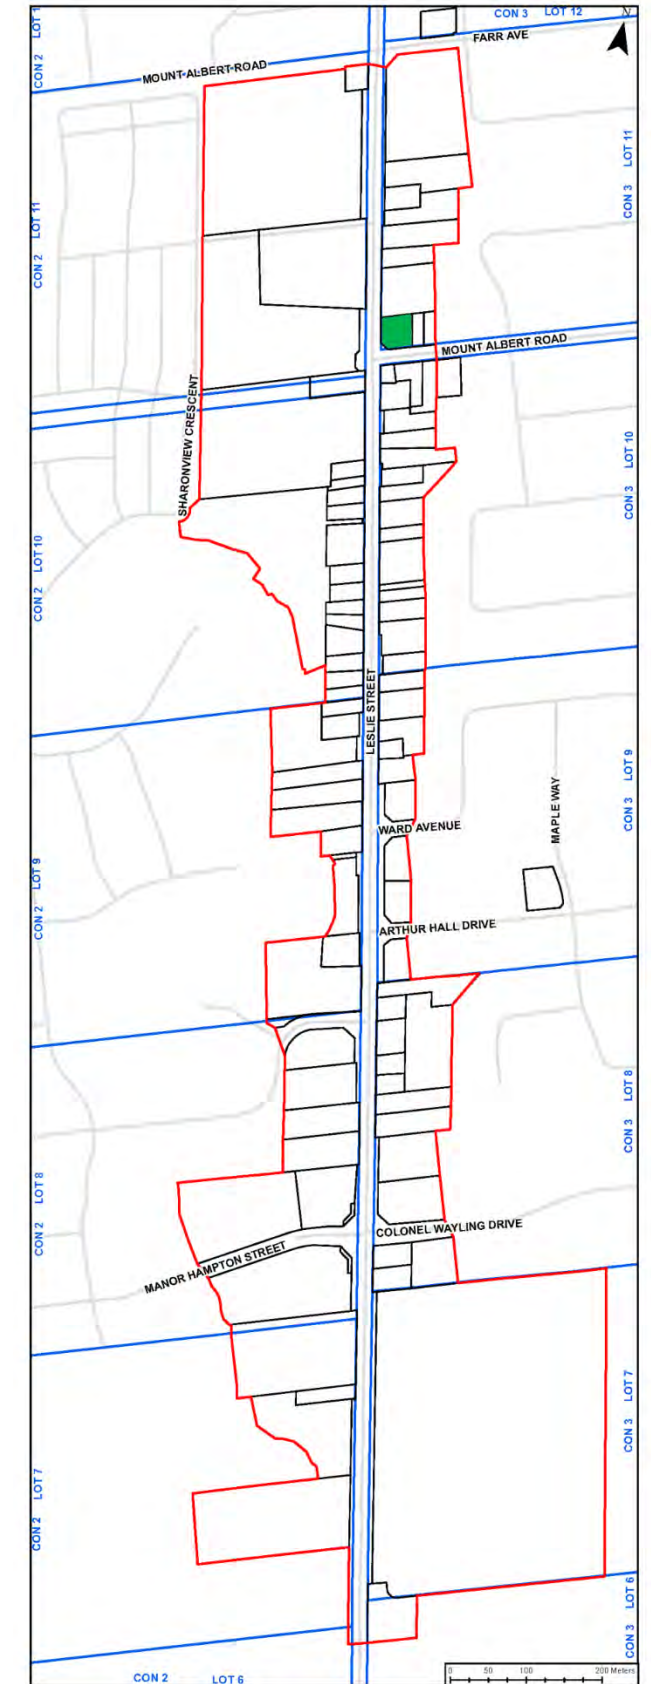 CON 3 LOT 12
N
LOT 1
FARR AVE
CON 2
MOUNT ALBERT ROAD
LOT 11
CON 3
LOT 11
CON 2
MOUNT ALBERT ROAD
SHARONVIEW CRESCENT
LOT 10
CON 3
LOT 10
CON 2
LESLIE STREET
LOT 9
CON 3
MAPLE WAY
WARD AVENUE
LOT 9
CON 2
ARTHUR HALL DRIVE
LOT 8
CON 3
LOT 8
CON 2
COLONEL WAYLING DRIVE
MANOR HAMPTON STREET
LOT 7
CON 3
LOT 7
CON 2
LOT 6
CON 3
CON 2 LOT 6
0 50 100 200 Meters